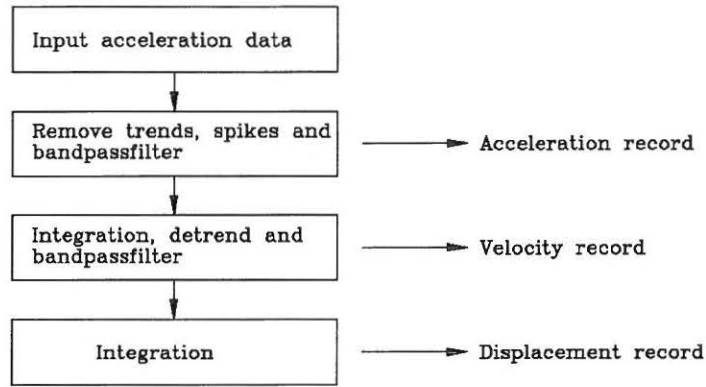 Input acceleration data
Remove trends, spikes and
bandpassfilter
Acceleration record
Integration, detrend and
bandpassfilter
Velocity record
Integration
Displacement record